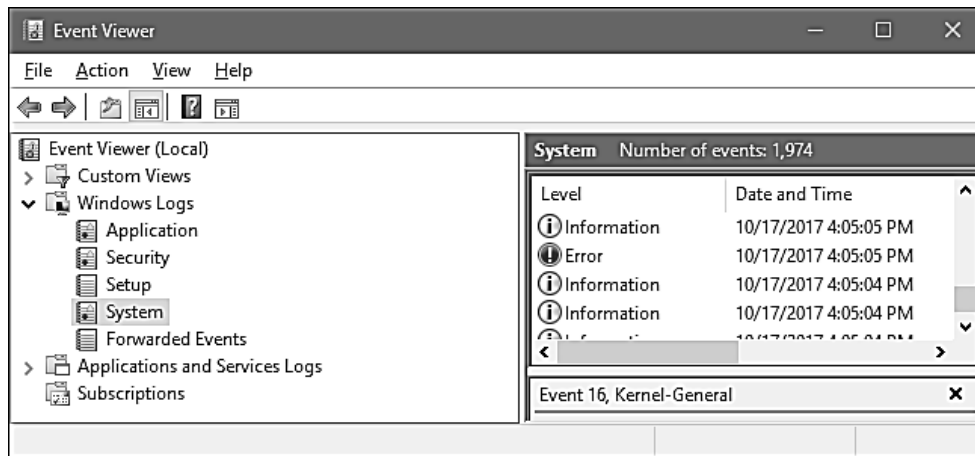 Event Viewer
File Action View Help
Event Viewer (Local)
Custom Views
Windows Logs
Application
Security
Setup
System
Forwarded Events
Applications and Services Logs
Subscriptions
System Number of events: 1,974
Level Date and Time
Information 10/17/2017 4:05:05 PM
Error 10/17/2017 4:05:05 PM
Information 10/17/2017 4:05:04 PM
Information 10/17/2017 4:05:04 PM
Event 16, Kernel-General